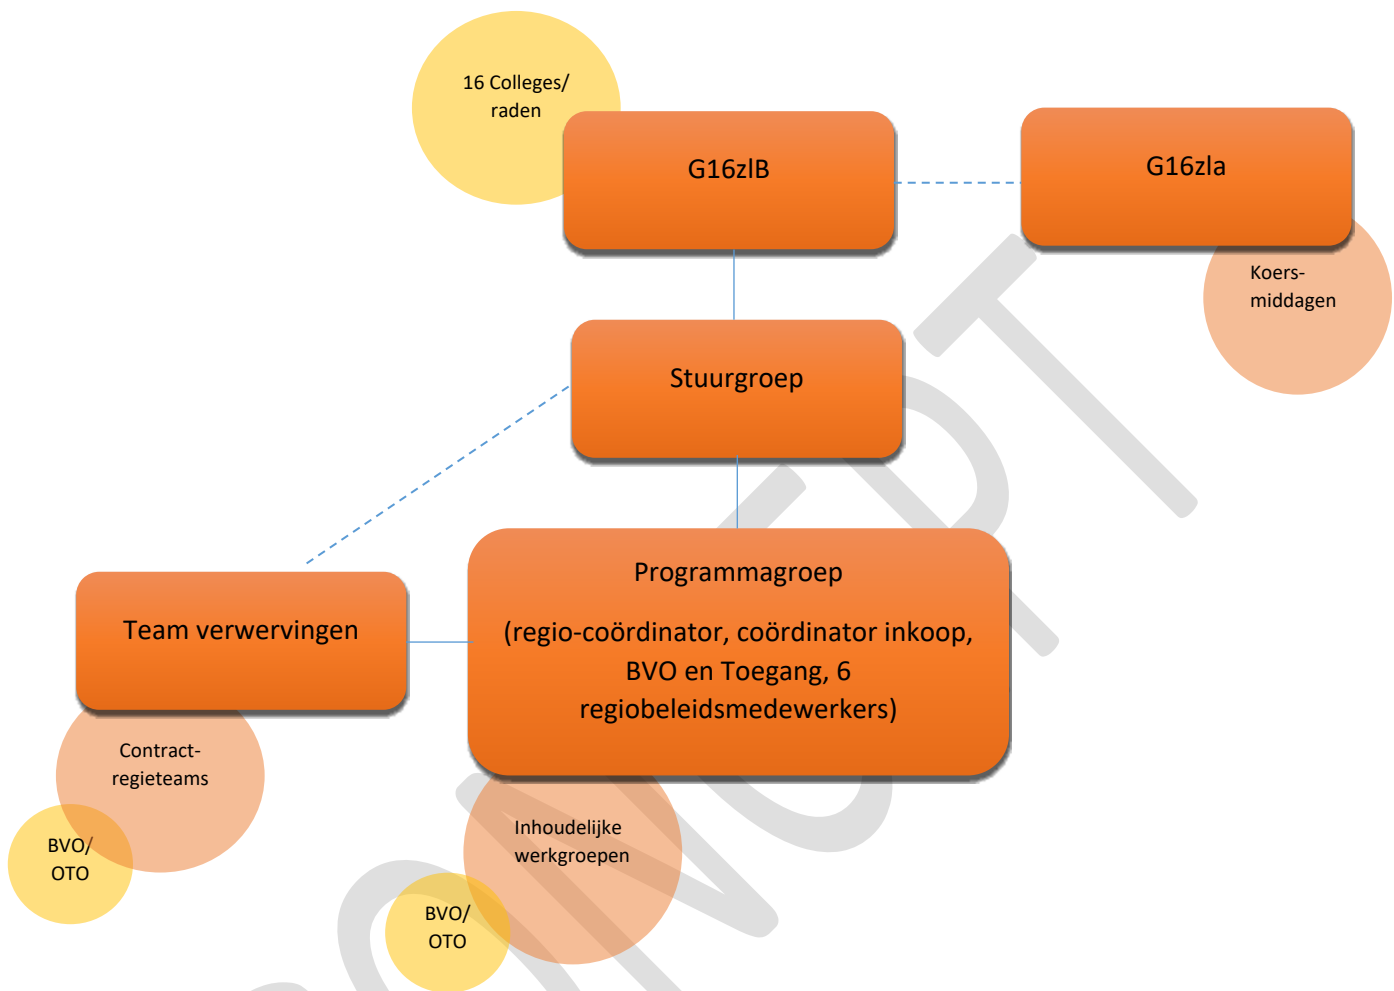 16 Colleges/
raden
G16zlB
G16zla
Koers-
middagen
Stuurgroep
Programmagroep
(regio-coördinator, coördinator inkoop,
BVO en Toegang, 6
regiobeleidsmedewerkers)
Team verwervingen
Contract-
regieteams
BVO/
OTO
Inhoudelijke
werkgroepen
BVO/
OTO
CONCEPT